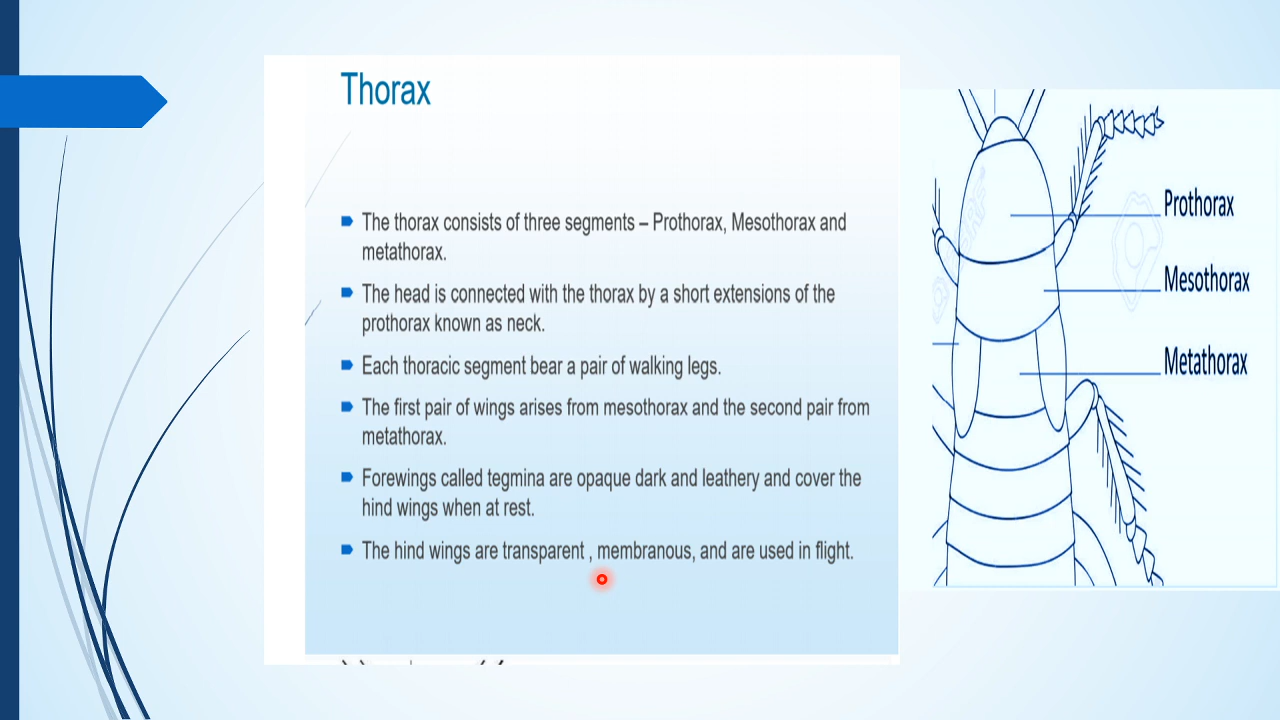 Thorax
The thorax consists of three segments – Prothorax, Mesothorax and
metathorax.
The head is connected with the thorax by a short extensions of the
prothorax known as neck.
Each thoracic segment bear a pair of walking legs.
The first pair of wings arises from mesothorax and the second pair from
metathorax.
Forewings called tegmina are opaque dark and leathery and cover the
hind wings when at rest.
The hind wings are transparent , membranous, and are used in flight.
Prothorax
Mesothorax
Metathorax